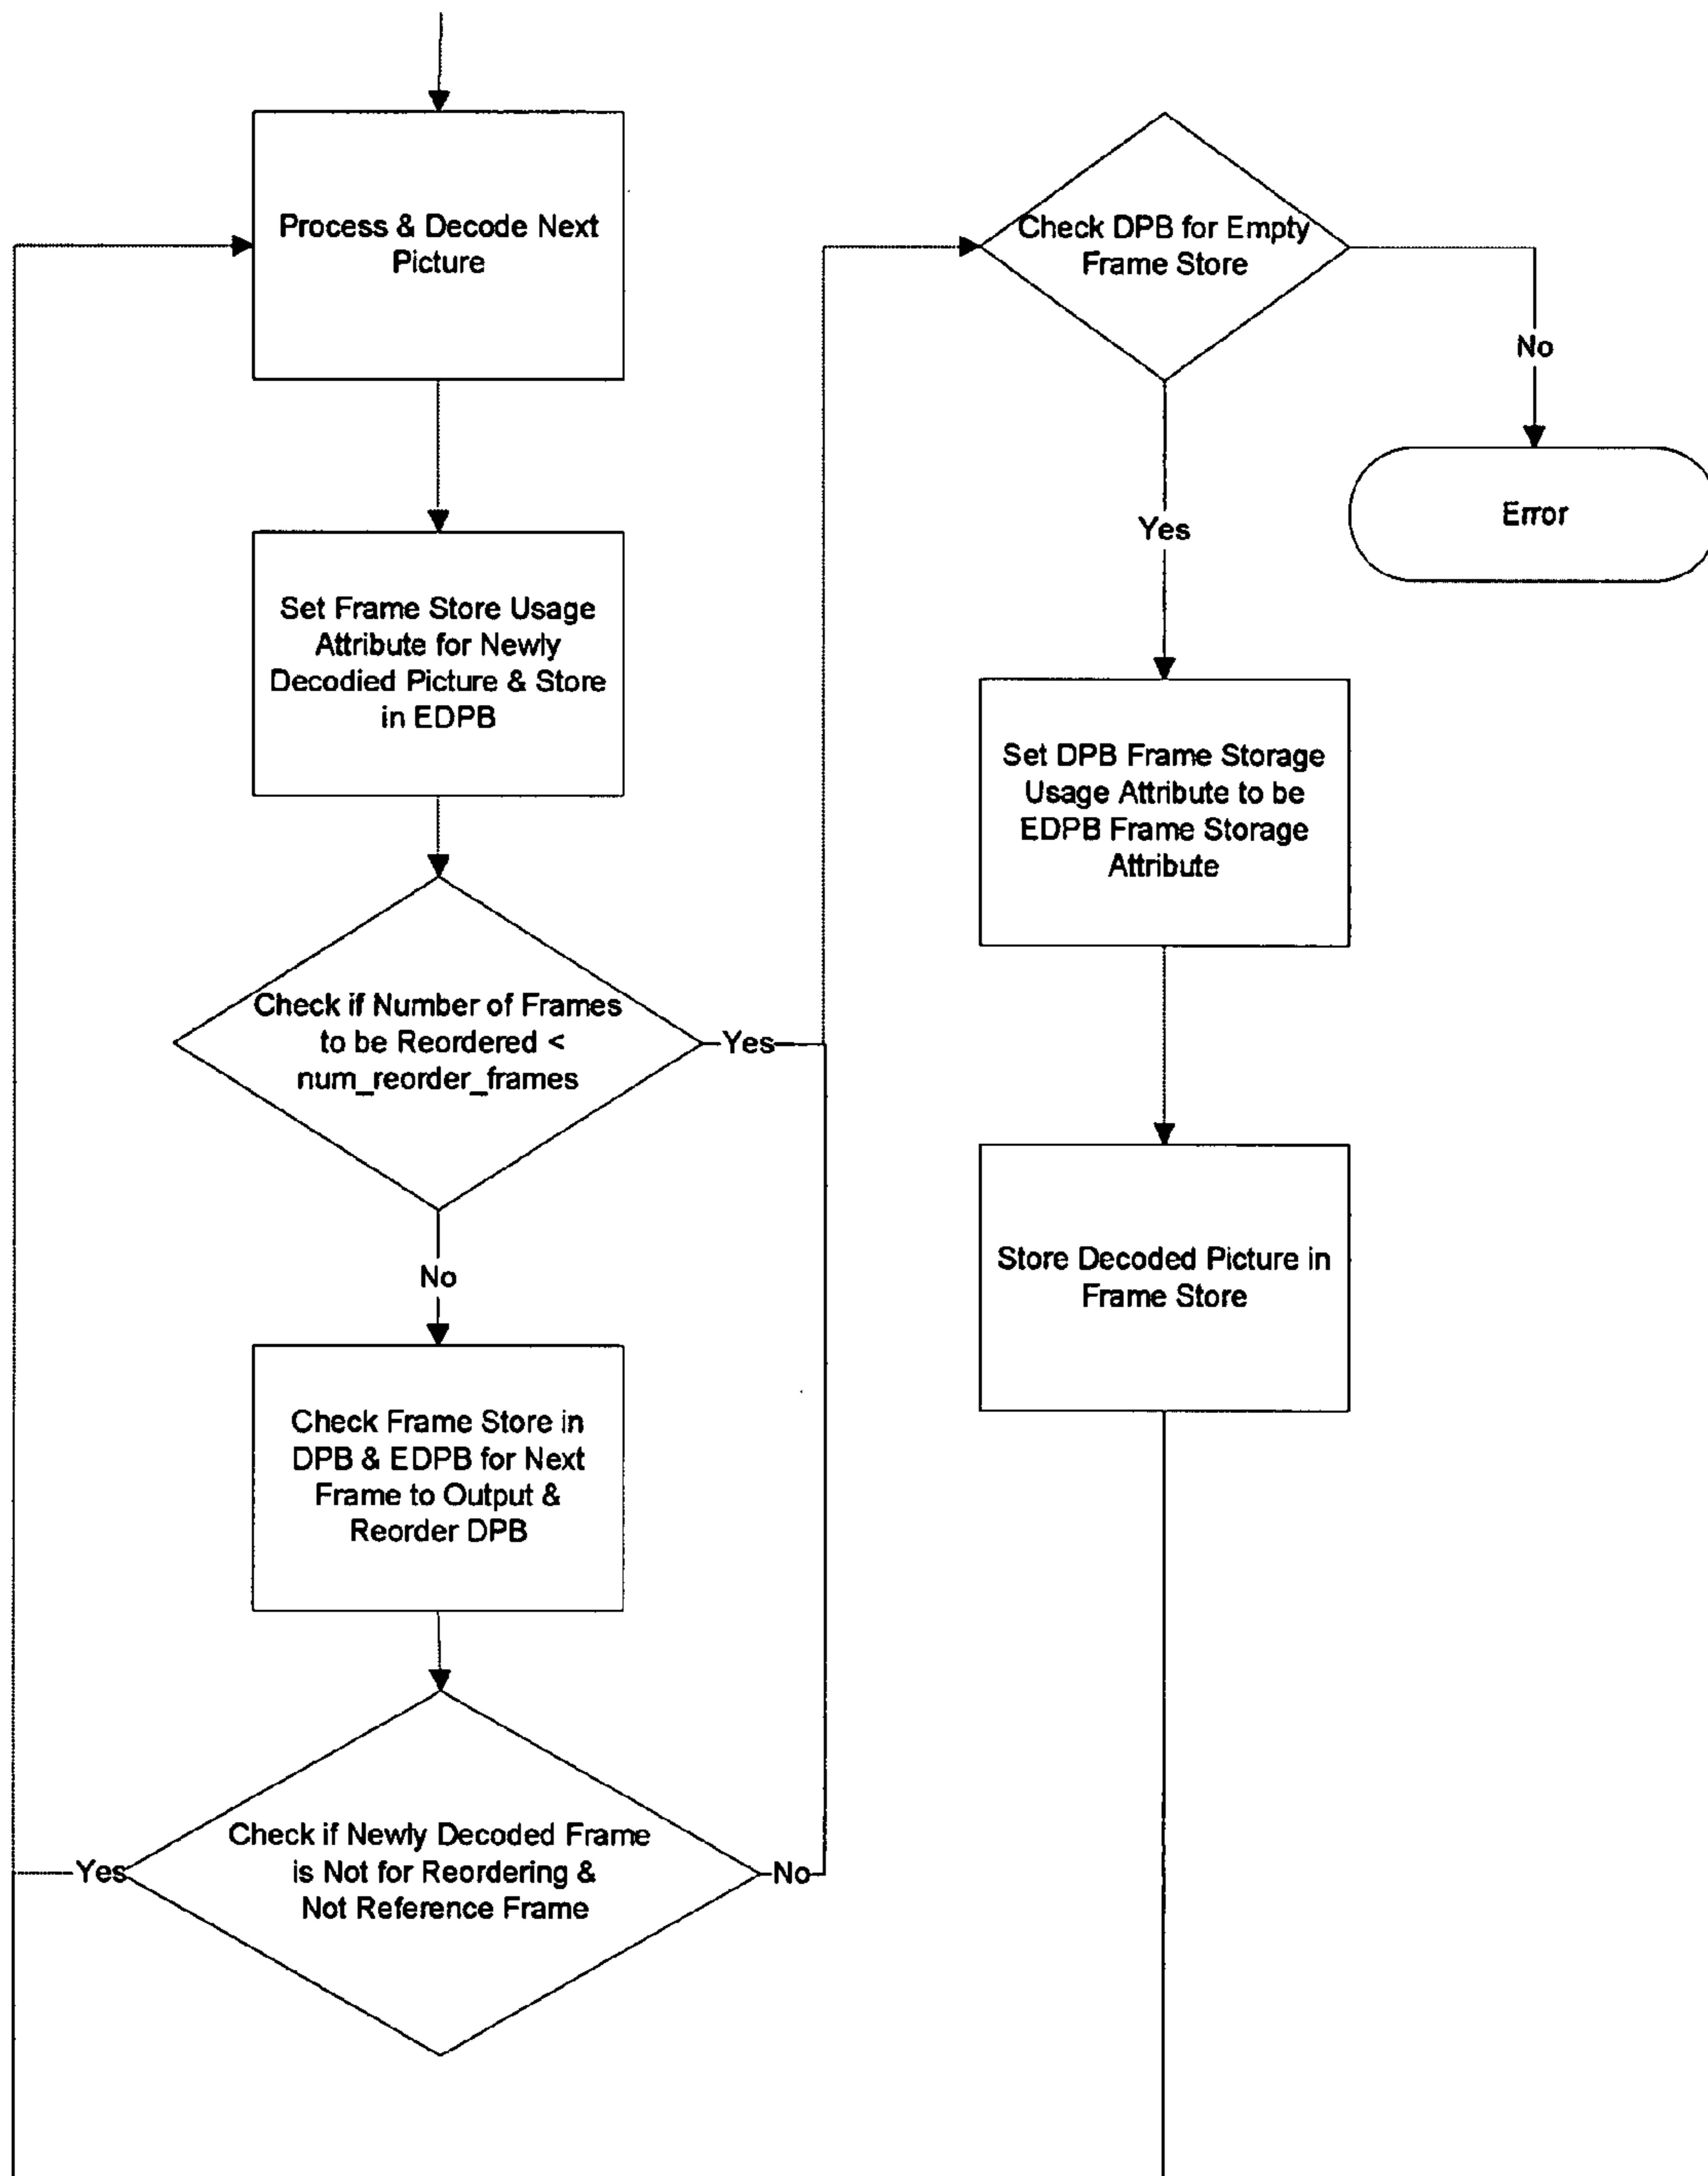 Process & Decode Next
Picture
Set Frame Store Usage
Attribute for Newly
Decodied Picture & Store
in EDPB
Check if Number of Frames
to be Reordered <
num_reorder_frames
Yes
No
Check Frame Store in
DPB & EDPB for Next
Frame to Output &
Reorder DPB
Check if Newly Decoded Frame
is Not for Reordering &
Not Reference Frame
Yes
No
Check DPB for Empty
Frame Store
No
Error
Yes
Set DPB Frame Storage
Usage Attribute to be
EDPB Frame Storage
Attribute
Store Decoded Picture in
Frame Store